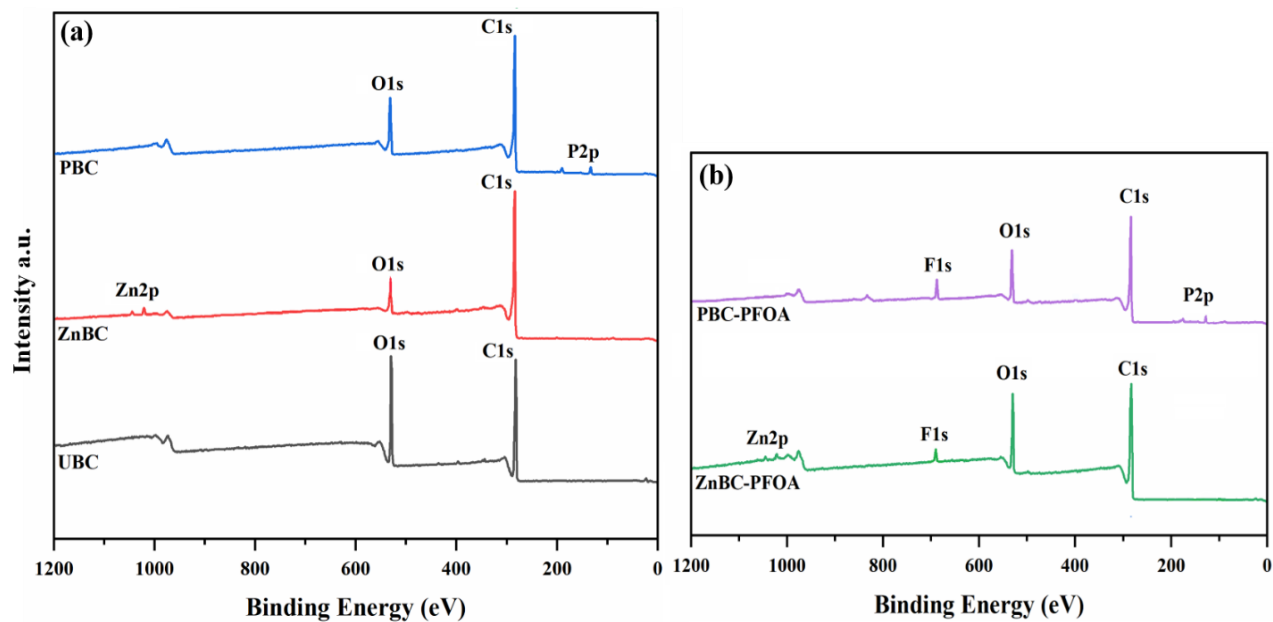 (a)
C1s
O1s
P2p
PBC
C1s
O1s
Zn2p
ZnBC
O1s
C1s
UBC
Intensity a.u.
1200 1000 800 600 400 200 0
Binding Energy (eV)
(b)
C1s
O1s
F1s
P2p
PBC-PFOA
C1s
O1s
Zn2p
F1s
ZnBC-PFOA
1200 1000 800 600 400 200 0
Binding Energy (eV)